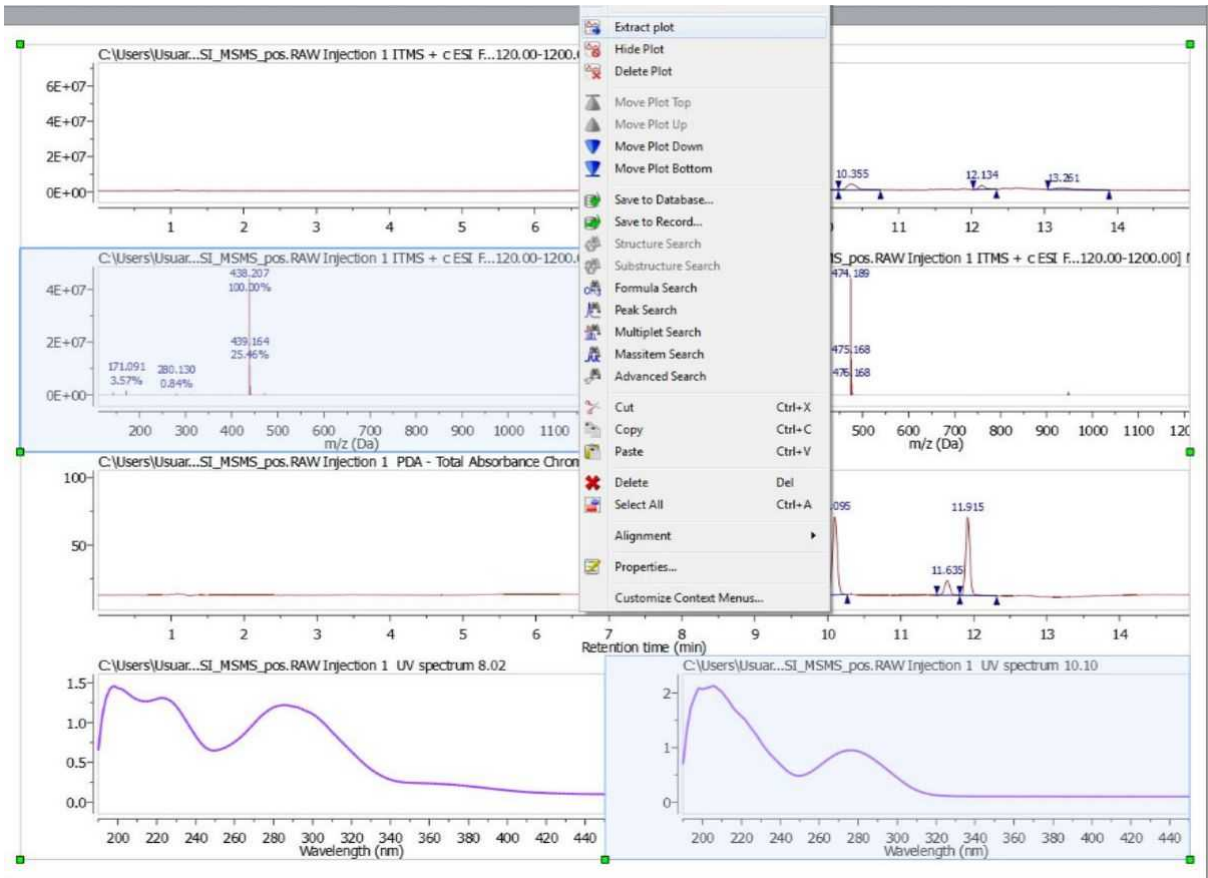 C:\Users\Usuar...SI_MSMS_pos.RAW Injection 1 ITMS + c ESI F...120.00-1200.
6E+07
4E+07
2E+07
0E+00
1 2 3 4 5 6
10.355 12.134 13.261
11 12 13 14
C:\Users\Usuar...SI_MSMS_pos.RAW Injection 1 ITMS + c ESI F...120.00-1200.
438.207
100.00%
439.164
25.46%
171.091
3.57%
280.130
0.84%
4E+07
2E+07
0E+00
200 300 400 500 600 700 800 900 1000 1100
m/z (Da)
S_pos.RAW Injection 1 ITMS + c ESI F...120.00-1200.00]
474.189
475.168
476.168
500 600 700 800 900 1000 1100 120
m/z (Da)
Extract plot
Hide Plot
Delete Plot
Move Plot Top
Move Plot Up
Move Plot Down
Move Plot Bottom
Save to Database...
Save to Record...
Structure Search
Substructure Search
Formula Search
Peak Search
Multiplet Search
Massitem Search
Advanced Search
Cut Ctrl+X
Copy Ctrl+C
Paste Ctrl+V
Delete Del
Select All Ctrl+A
Alignment
Properties...
Customize Context Menus...
C:\Users\Usuar...SI_MSMS_pos.RAW Injection 1 PDA - Total Absorbance Chrom
100
50
.095 11.635 11.915
1 2 3 4 5 6 7 8 9 10 11 12 13 14
Retention time (min)
C:\Users\Usuar...SI_MSMS_pos.RAW Injection 1 UV spectrum 8.02
1.5
1.0
0.5
0.0
200 220 240 260 280 300 320 340 360 380 400 420 440
Wavelength (nm)
C:\Users\Usuar...SI_MSMS_pos.RAW Injection 1 UV spectrum 10.10
2
1
0
200 220 240 260 280 300 320 340 360 380 400 420 440
Wavelength (nm)